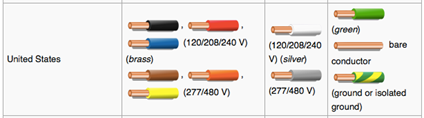 United States
, ,
(120/208/240 V)
(brass)
, ,
(277/480 V)
(120/208/240
V) (silver)
(277/480 V)
(green)
bare
conductor
(ground or isolated
ground)